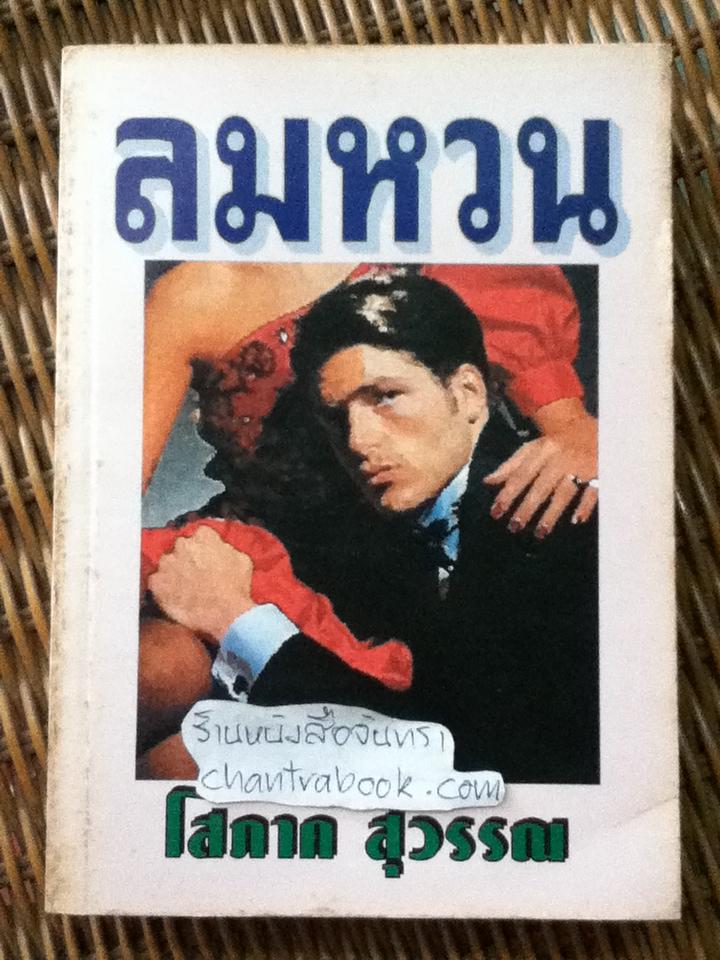 ลมหวน
ร้านหนังสือจันทรา
chantrabook.com
โสภาค สุวรรณ